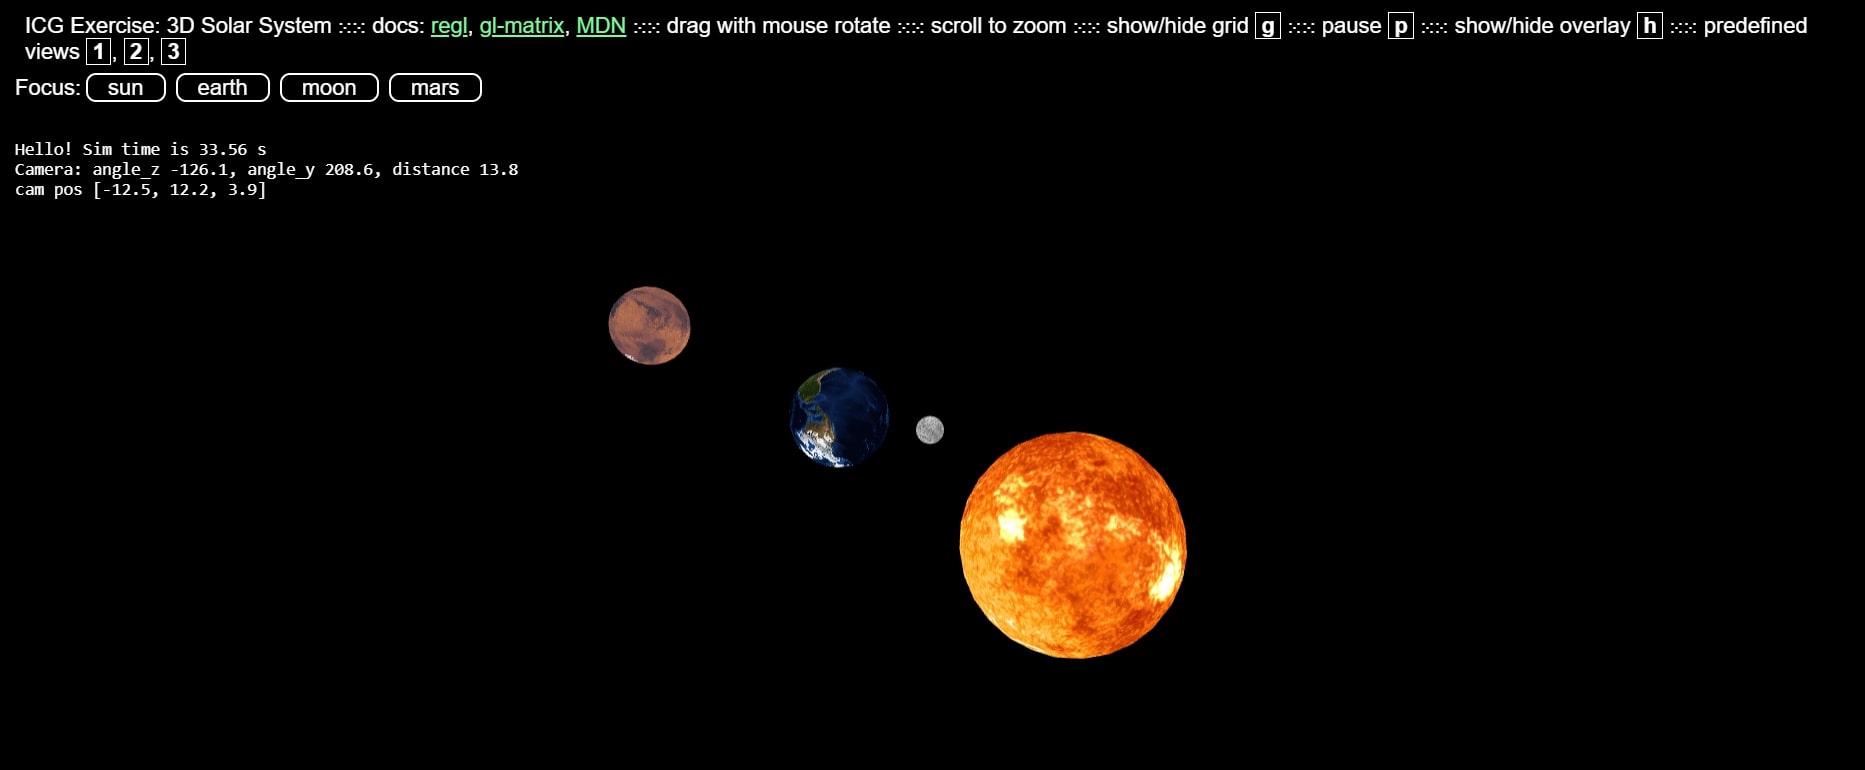 ICG Exercise: 3D Solar System :-:-: docs: regl, gl-matrix, MDN :-:-: drag with mouse rotate :-:-: scroll to zoom :-:-: show/hide grid g :-:-: pause p :-:-: show/hide overlay h :-:-: predefined
views 1, 2, 3
Focus: sun earth moon mars
Hello! Sim time is 33.56 s
Camera: angle_z -126.1, angle_y 208.6, distance 13.8
cam pos [-12.5, 12.2, 3.9]